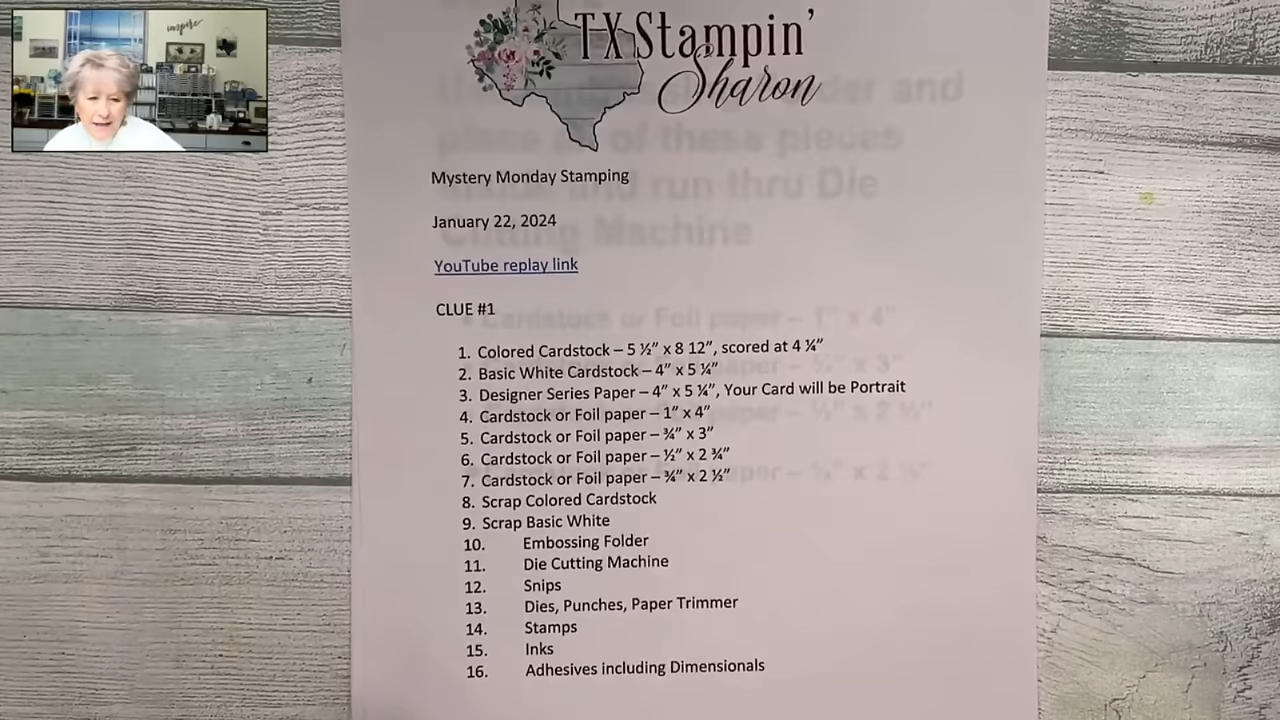 inspire
TX Stampin'
Sharon
Mystery Monday Stamping
January 22, 2024
YouTube replay link
CLUE #1
1. Colored Cardstock – 5 ½" x 8 12", scored at 4 ¼"
2. Basic White Cardstock – 4" x 5 ¼"
3. Designer Series Paper – 4" x 5 ¼", Your Card will be Portrait
4. Cardstock or Foil paper – 1" x 4"
5. Cardstock or Foil paper – ¾" x 3"
6. Cardstock or Foil paper – ½" x 2 ¾"
7. Cardstock or Foil paper – ¾" x 2 ½"
8. Scrap Colored Cardstock
9. Scrap Basic White
10. Embossing Folder
11. Die Cutting Machine
12. Snips
13. Dies, Punches, Paper Trimmer
14. Stamps
15. Inks
16. Adhesives including Dimensionals